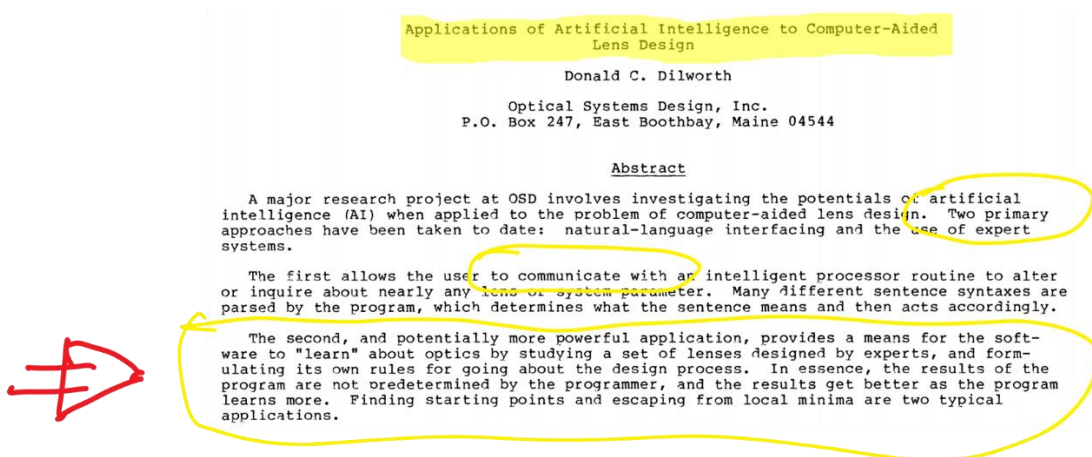 Applications of Artificial Intelligence to Computer-Aided
Lens Design
Donald C. Dilworth
Optical Systems Design, Inc.
P.O. Box 247, East Boothbay, Maine 04544
Abstract
A major research project at OSD involves investigating the potentials of artificial
intelligence (AI) when applied to the problem of computer-aided lens design. Two primary
approaches have been taken to date: natural-language interfacing and the use of expert
systems.
The first allows the user to communicate with an intelligent processor routine to alter
or inquire about nearly any lens or system parameter. Many different sentence syntaxes are
parsed by the program, which determines what the sentence means and then acts accordingly.
The second, and potentially more powerful application, provides a means for the soft-
ware to "learn" about optics by studying a set of lenses designed by experts, and form-
ulating its own rules for going about the design process. In essence, the results of the
program are not predetermined by the programmer, and the results get better as the program
learns more. Finding starting points and escaping from local minima are two typical
applications.